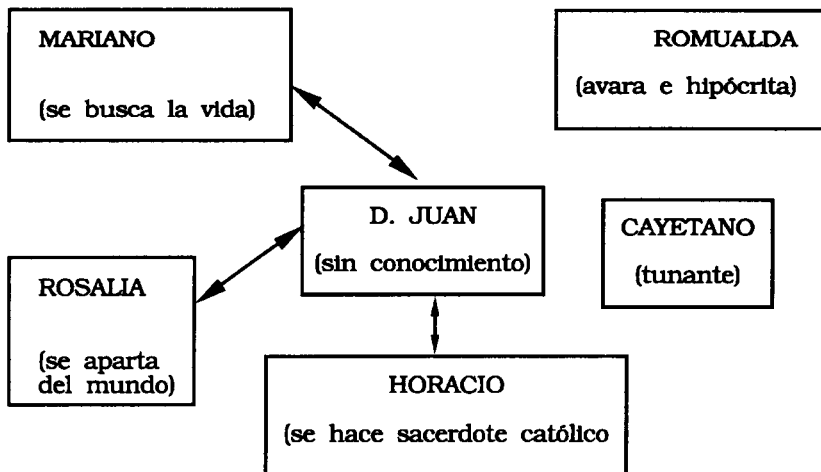 MARIANO
(se busca la vida)
ROMUALDA
(avara e hipócrita)
D. JUAN
(sin conocimiento)
CAYETANO
(tunante)
ROSALIA
(se aparta
del mundo)
HORACIO
(se hace sacerdote católico